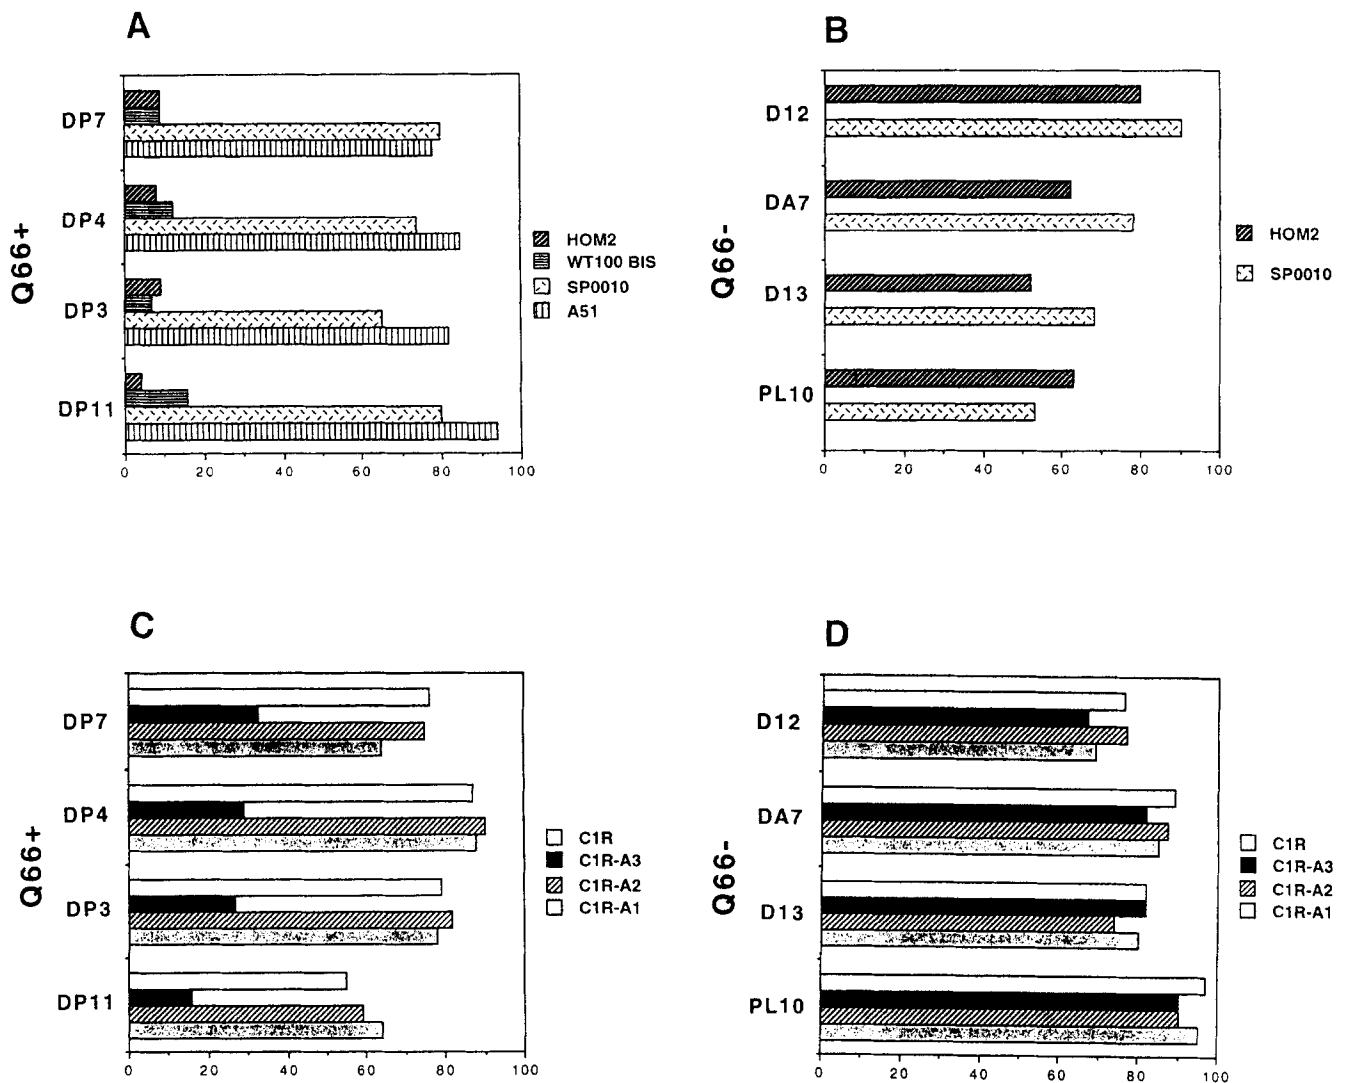 A
Q66+
DP7
DP4
DP3
DP11
0 20 40 60 80 100
HOM2
WT100 BIS
SP0010
A51
B
Q66-
D12
DA7
D13
PL10
0 20 40 60 80 100
HOM2
SP0010
C
Q66+
DP7
DP4
DP3
DP11
0 20 40 60 80 100
C1R
C1R-A3
C1R-A2
C1R-A1
D
Q66-
D12
DA7
D13
PL10
0 20 40 60 80 100
C1R
C1R-A3
C1R-A2
C1R-A1